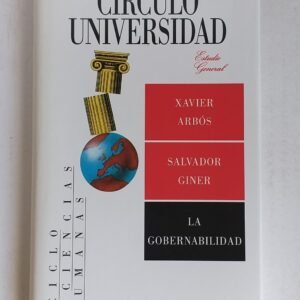 CÍRCULO
UNIVERSIDAD
Estudio
General
XAVIER
ARBÓS
SALVADOR
GINER
LA
GOBERNABILIDAD
CICLO
CIENCIAS
HUMANAS